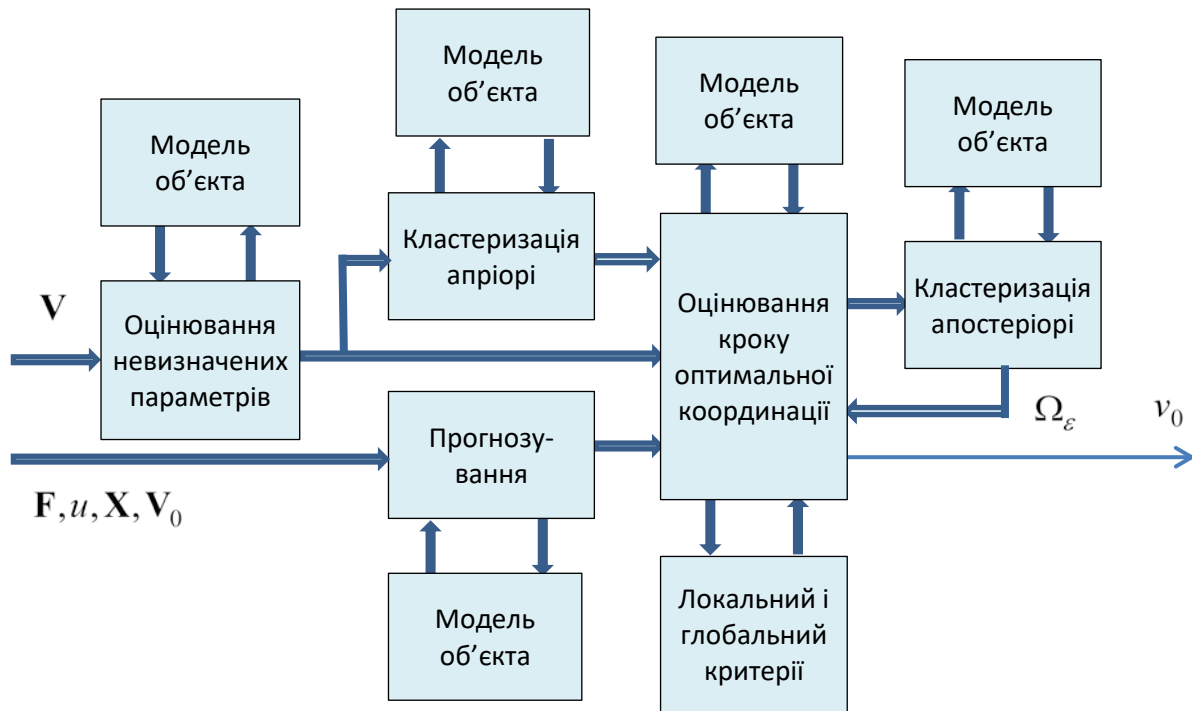 Модель
об’єкта
Модель
об’єкта
Модель
об’єкта
Модель
об’єкта
V
Оцінювання
невизначених
параметрів
Кластеризація
апріорі
Оцінювання
кроку
оптимальної
координації
Кластеризація
апостеріорі
Прогнозу-
вання
Ωε
v0
F, u, X, V0
Модель
об’єкта
Локальний і
глобальний
критерії